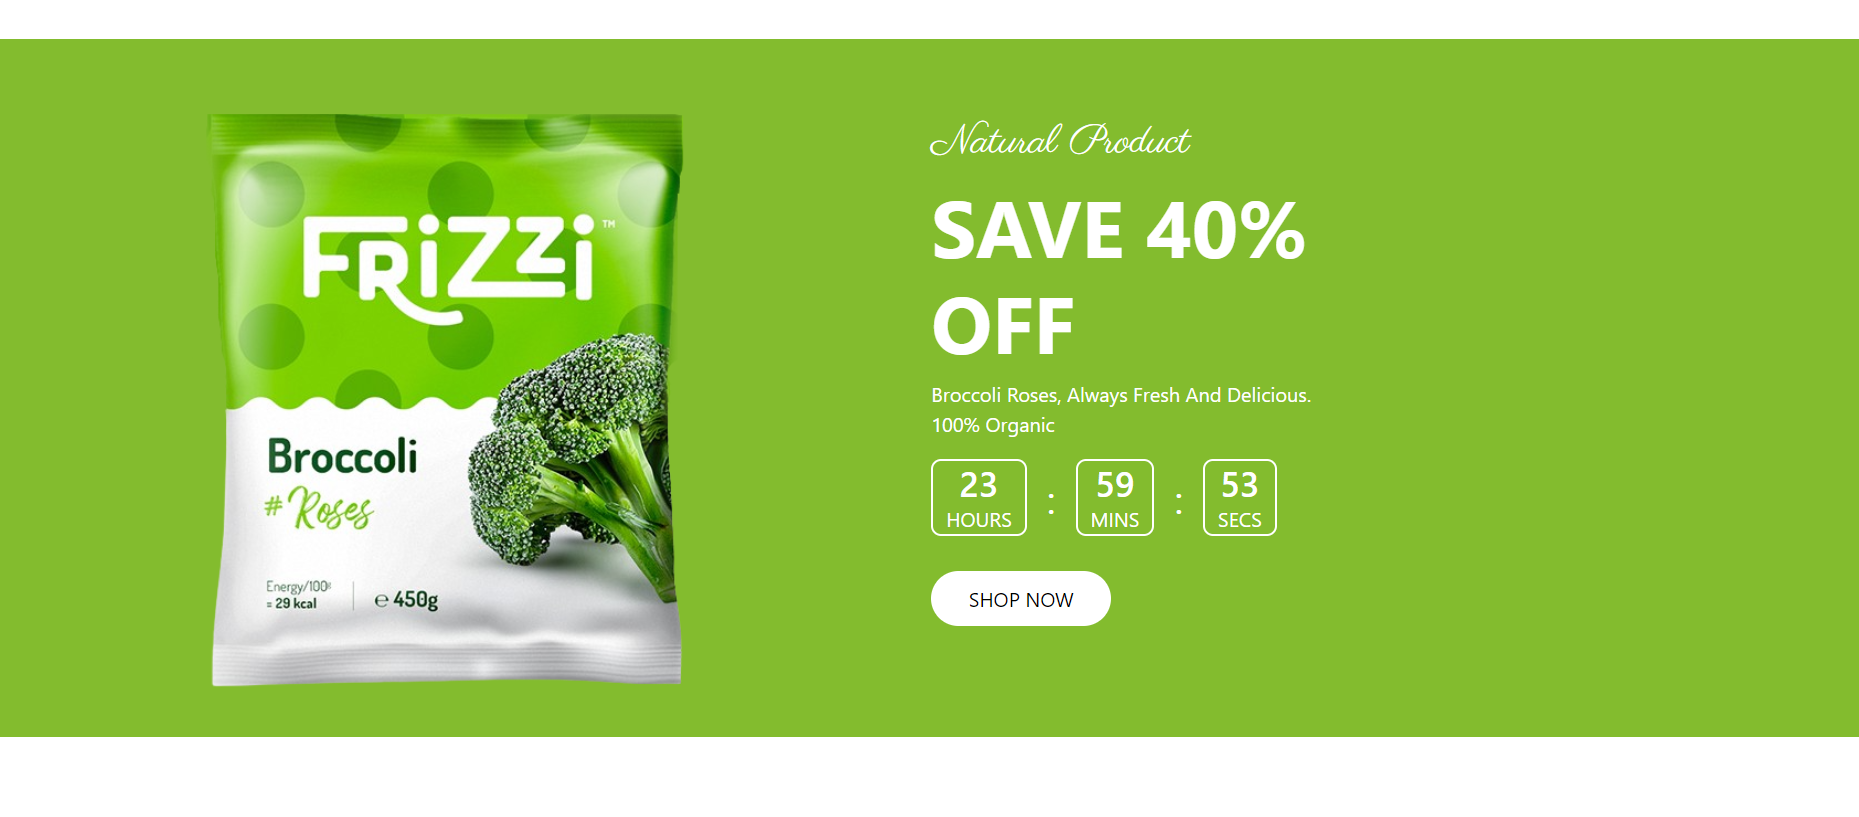 FRiZZi™
Broccoli
#Roses
Energy/100g
= 29 kcal
℮ 450g
Natural Product
SAVE 40%
OFF
Broccoli Roses, Always Fresh And Delicious.
100% Organic
23 : 59 : 53
HOURS MINS SECS
SHOP NOW